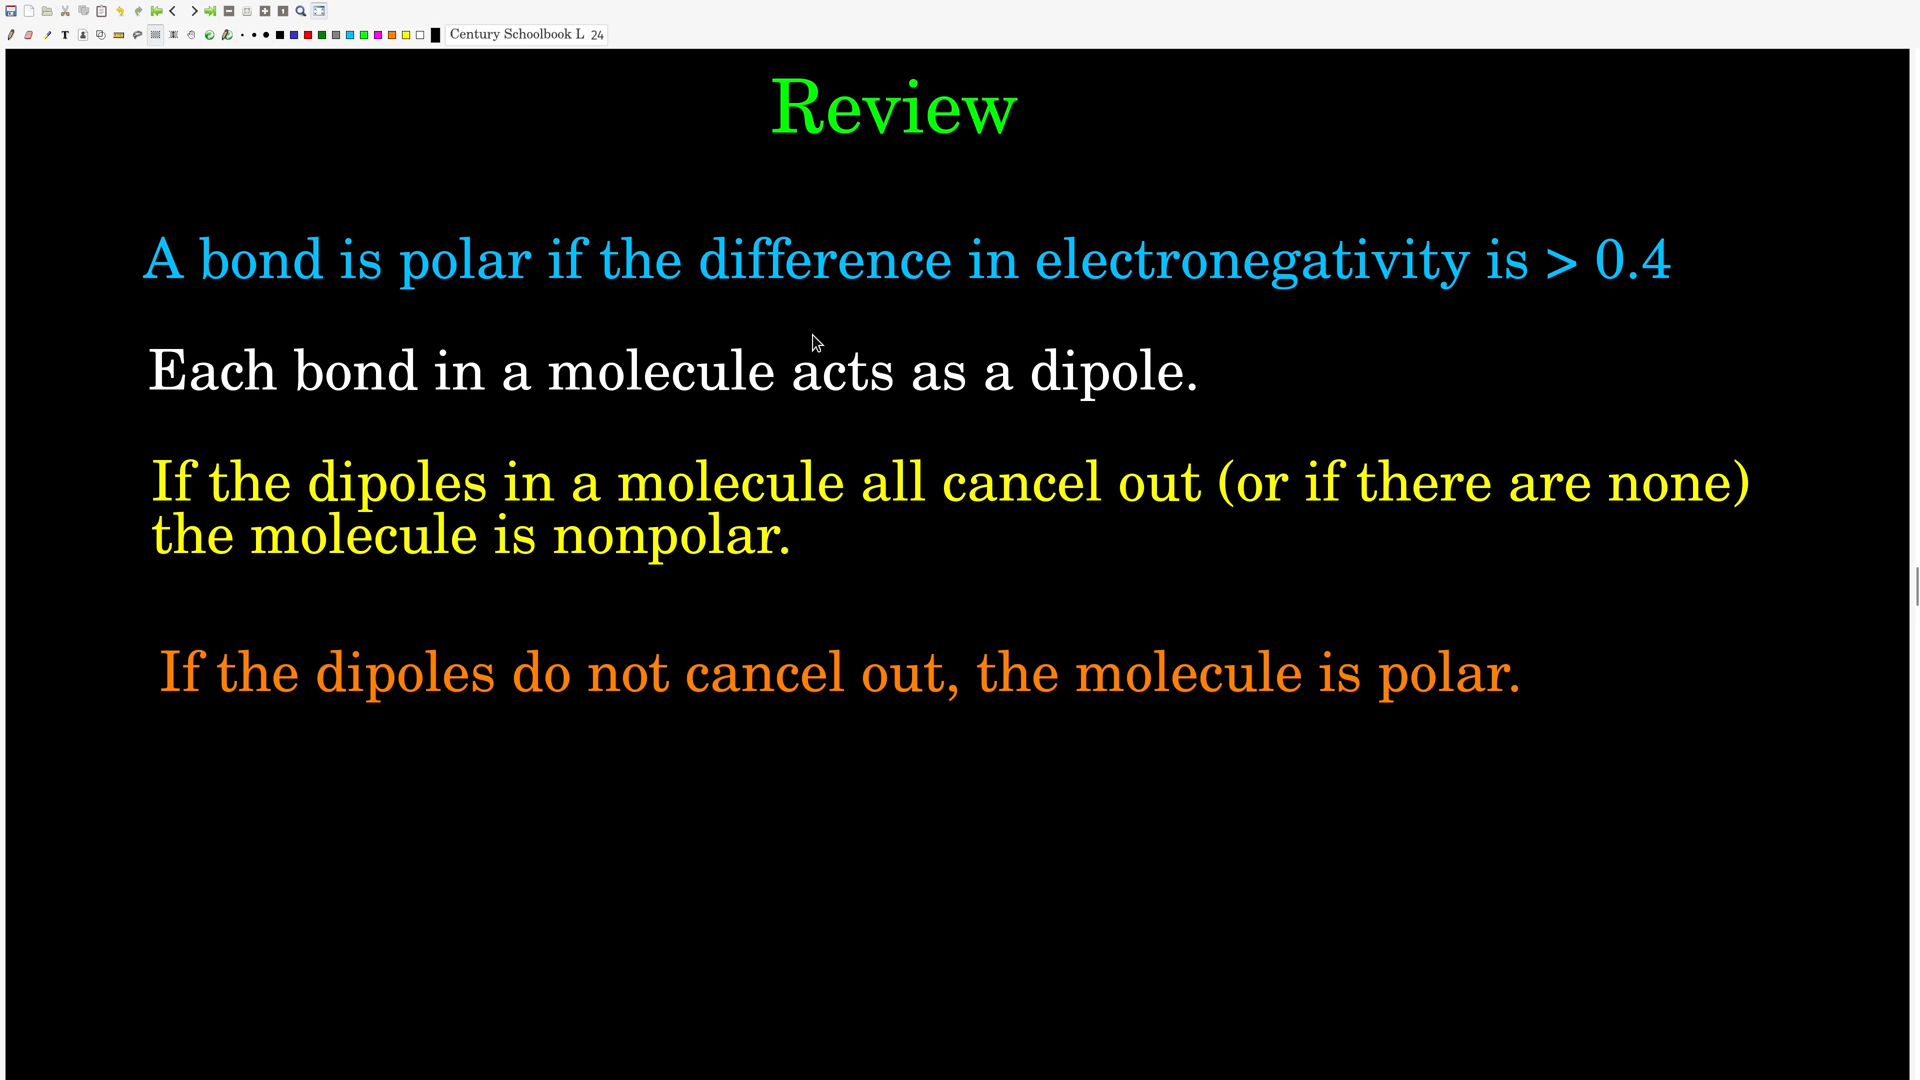 Century Schoolbook L 24
Review
A bond is polar if the difference in electronegativity is > 0.4
Each bond in a molecule acts as a dipole.
If the dipoles in a molecule all cancel out (or if there are none)
the molecule is nonpolar.
If the dipoles do not cancel out, the molecule is polar.